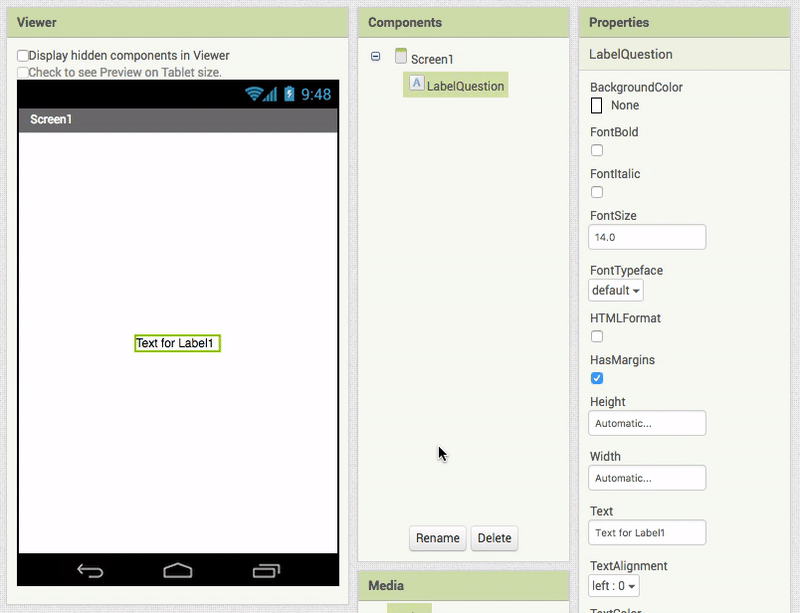 Viewer
Display hidden components in Viewer
Check to see Preview on Tablet size.
9:48
Screen1
Text for Label1
Components
Screen1
A LabelQuestion
Rename Delete
Media
Properties
LabelQuestion
BackgroundColor
None
FontBold
FontItalic
FontSize
14.0
FontTypeface
default
HTMLFormat
HasMargins
Height
Automatic...
Width
Automatic...
Text
Text for Label1
TextAlignment
left : 0
TextColor